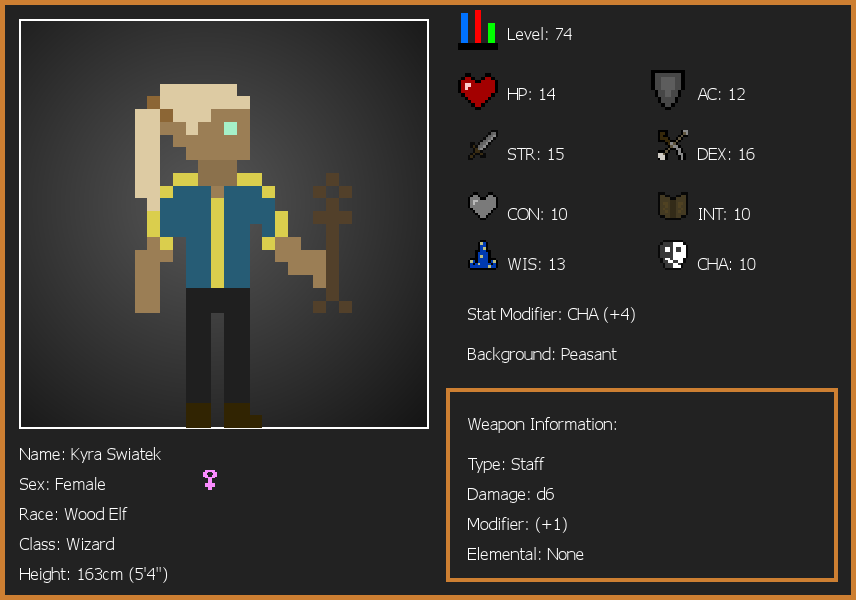 Level: 74
HP: 14
AC: 12
STR: 15
DEX: 16
CON: 10
INT: 10
WIS: 13
CHA: 10
Stat Modifier: CHA (+4)
Background: Peasant
Weapon Information:
Type: Staff
Damage: d6
Modifier: (+1)
Elemental: None
Name: Kyra Swiatek
Sex: Female
Race: Wood Elf
Class: Wizard
Height: 163cm (5'4")